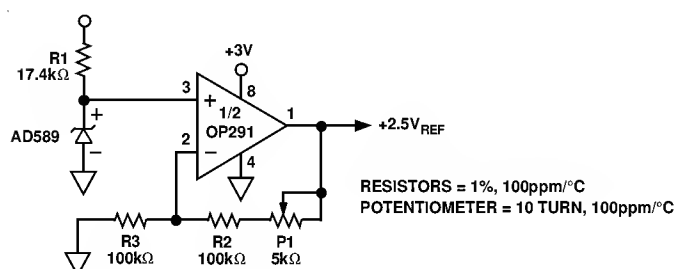 +3V
R1
17.4kΩ
3
+
8
1/2
OP291
1
+2.5VREF
+
AD589
−
2
−
4
RESISTORS = 1%, 100ppm/°C
POTENTIOMETER = 10 TURN, 100ppm/°C
R3
100kΩ
R2
100kΩ
P1
5kΩ